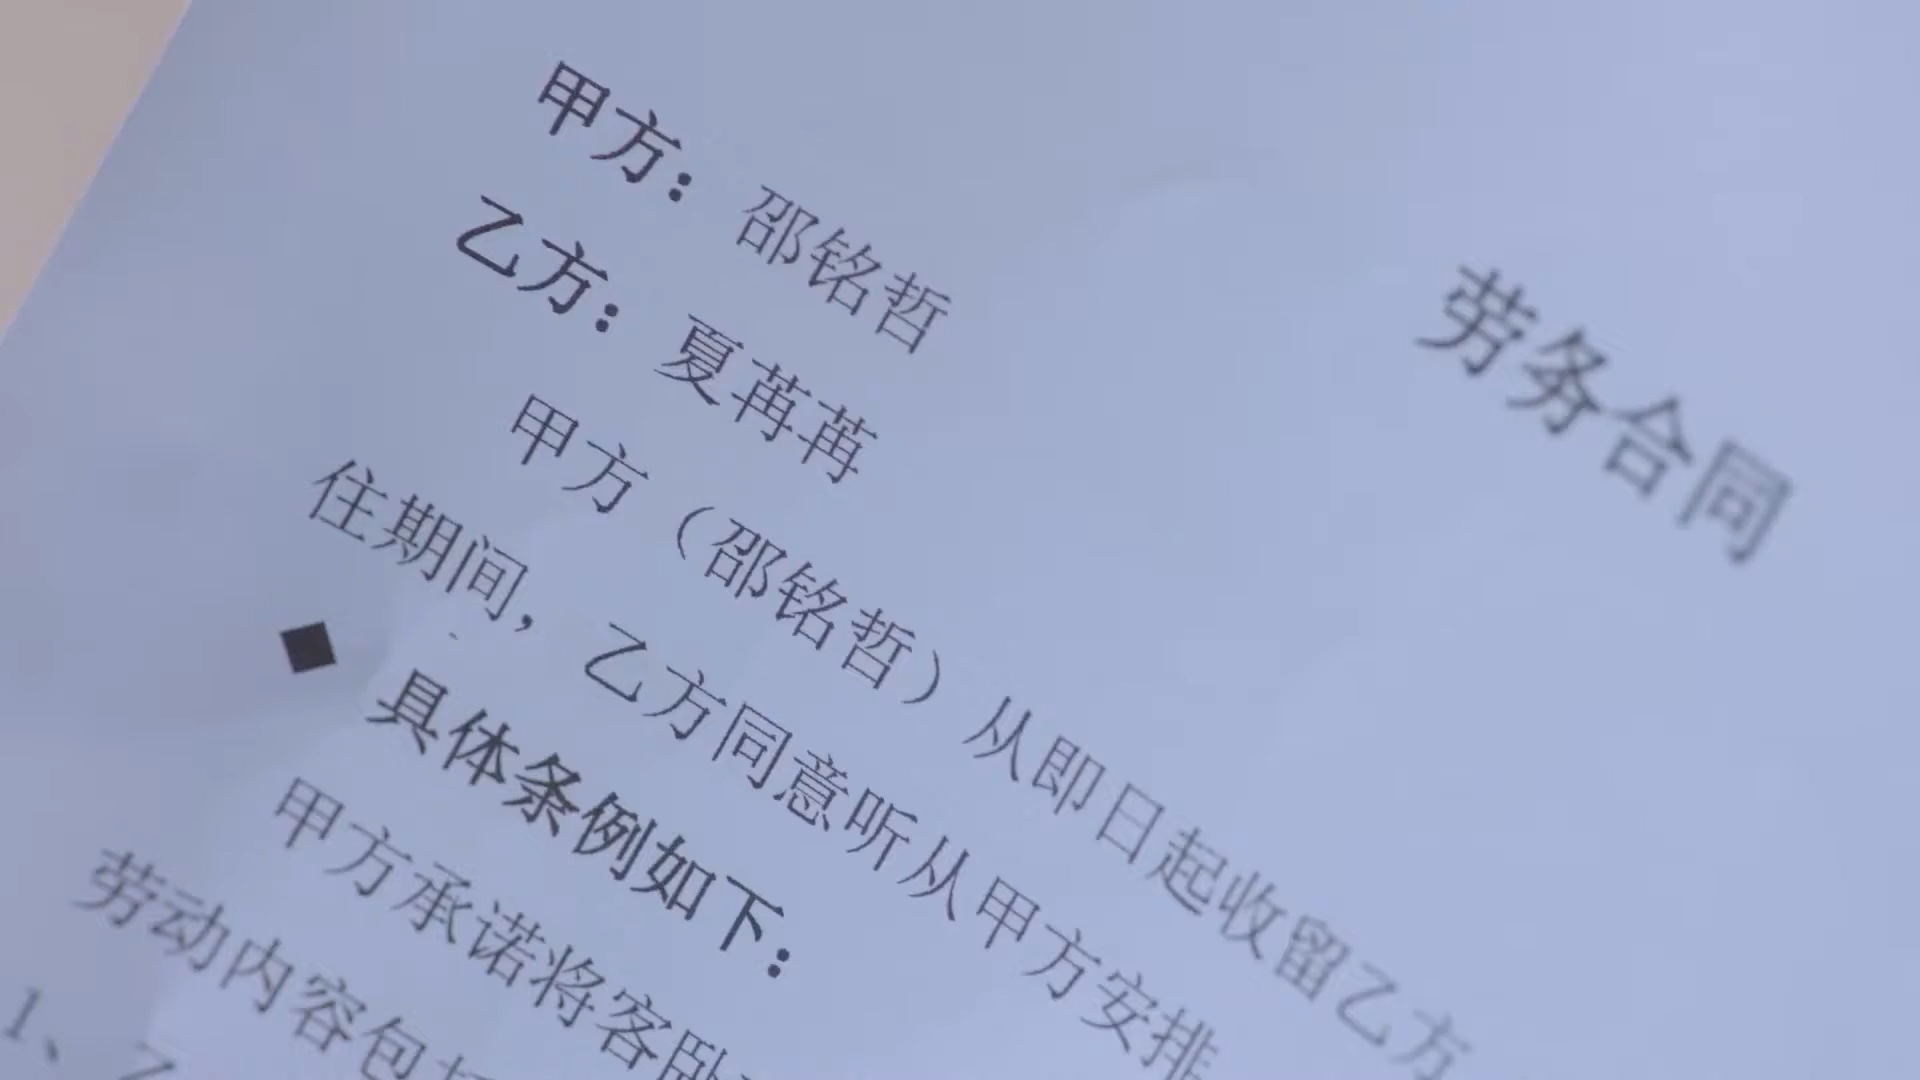 劳务合同
甲方：邵铭哲
乙方：夏苒苒
甲方（邵铭哲）从即日起收留乙方
住期间，乙方同意听从甲方安排
◆ 具体条例如下：
甲方承诺将客卧
劳动内容包括
1、乙